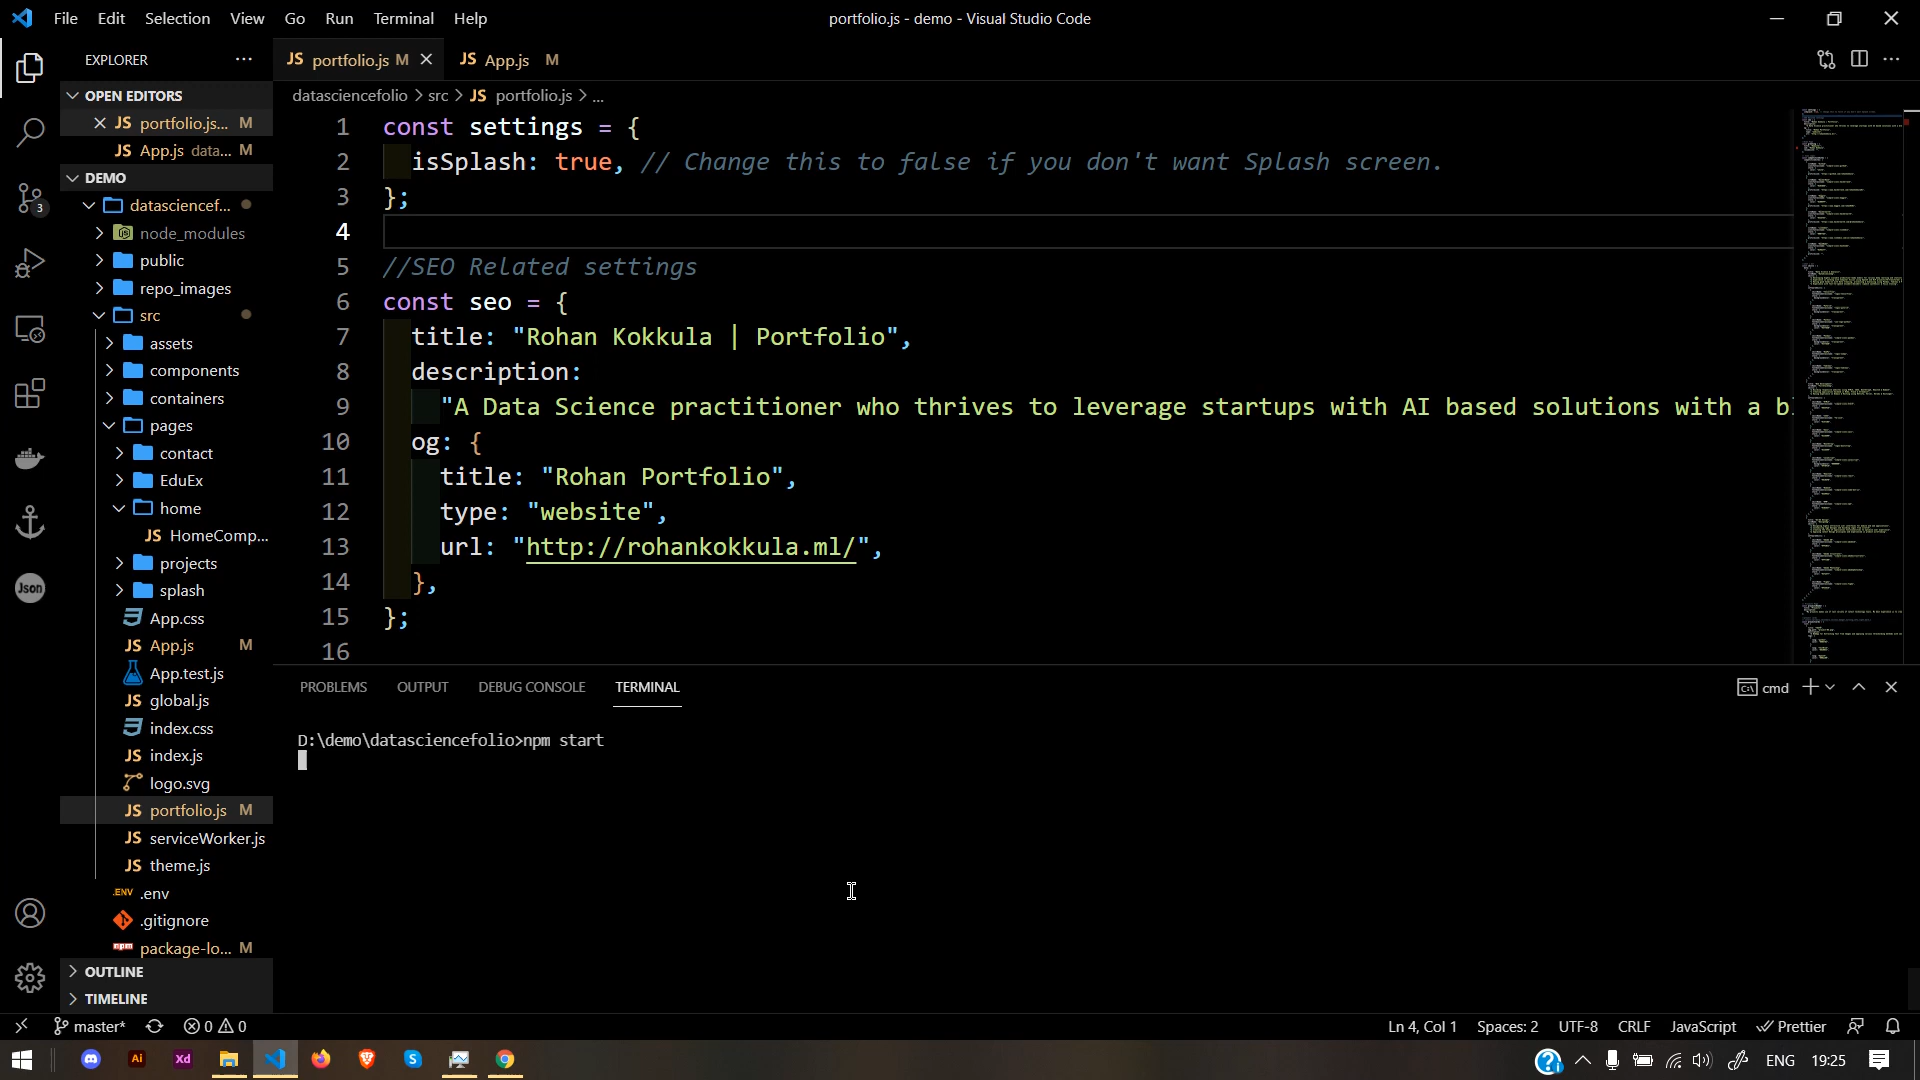 File Edit Selection View Go Run Terminal Help
portfolio.js - demo - Visual Studio Code
EXPLORER
JS portfolio.js M
JS App.js M
OPEN EDITORS
JS portfolio.js... M
JS App.js data... M
DEMO
datasciencef...
node_modules
public
repo_images
src
assets
components
containers
pages
contact
EduEx
home
JS HomeComp...
projects
splash
App.css
JS App.js M
App.test.js
JS global.js
index.css
JS index.js
logo.svg
JS portfolio.js M
JS serviceWorker.js
JS theme.js
.ENV .env
.gitignore
npm package-lo... M
OUTLINE
TIMELINE
3
Json
datasciencefolio > src > JS portfolio.js > ...
1 const settings = {
2 isSplash: true, // Change this to false if you don't want Splash screen.
3 };
4
5 //SEO Related settings
6 const seo = {
7 title: "Rohan Kokkula | Portfolio",
8 description:
9 "A Data Science practitioner who thrives to leverage startups with AI based solutions with a b
10 og: {
11 title: "Rohan Portfolio",
12 type: "website",
13 url: "http://rohankokkula.ml/",
14 },
15 };
16
PROBLEMS OUTPUT DEBUG CONSOLE TERMINAL
cmd
D:\demo\datasciencefolio>npm start
master* 0 0
Ln 4, Col 1 Spaces: 2 UTF-8 CRLF JavaScript Prettier
Ai Xd S
ENG 19:25